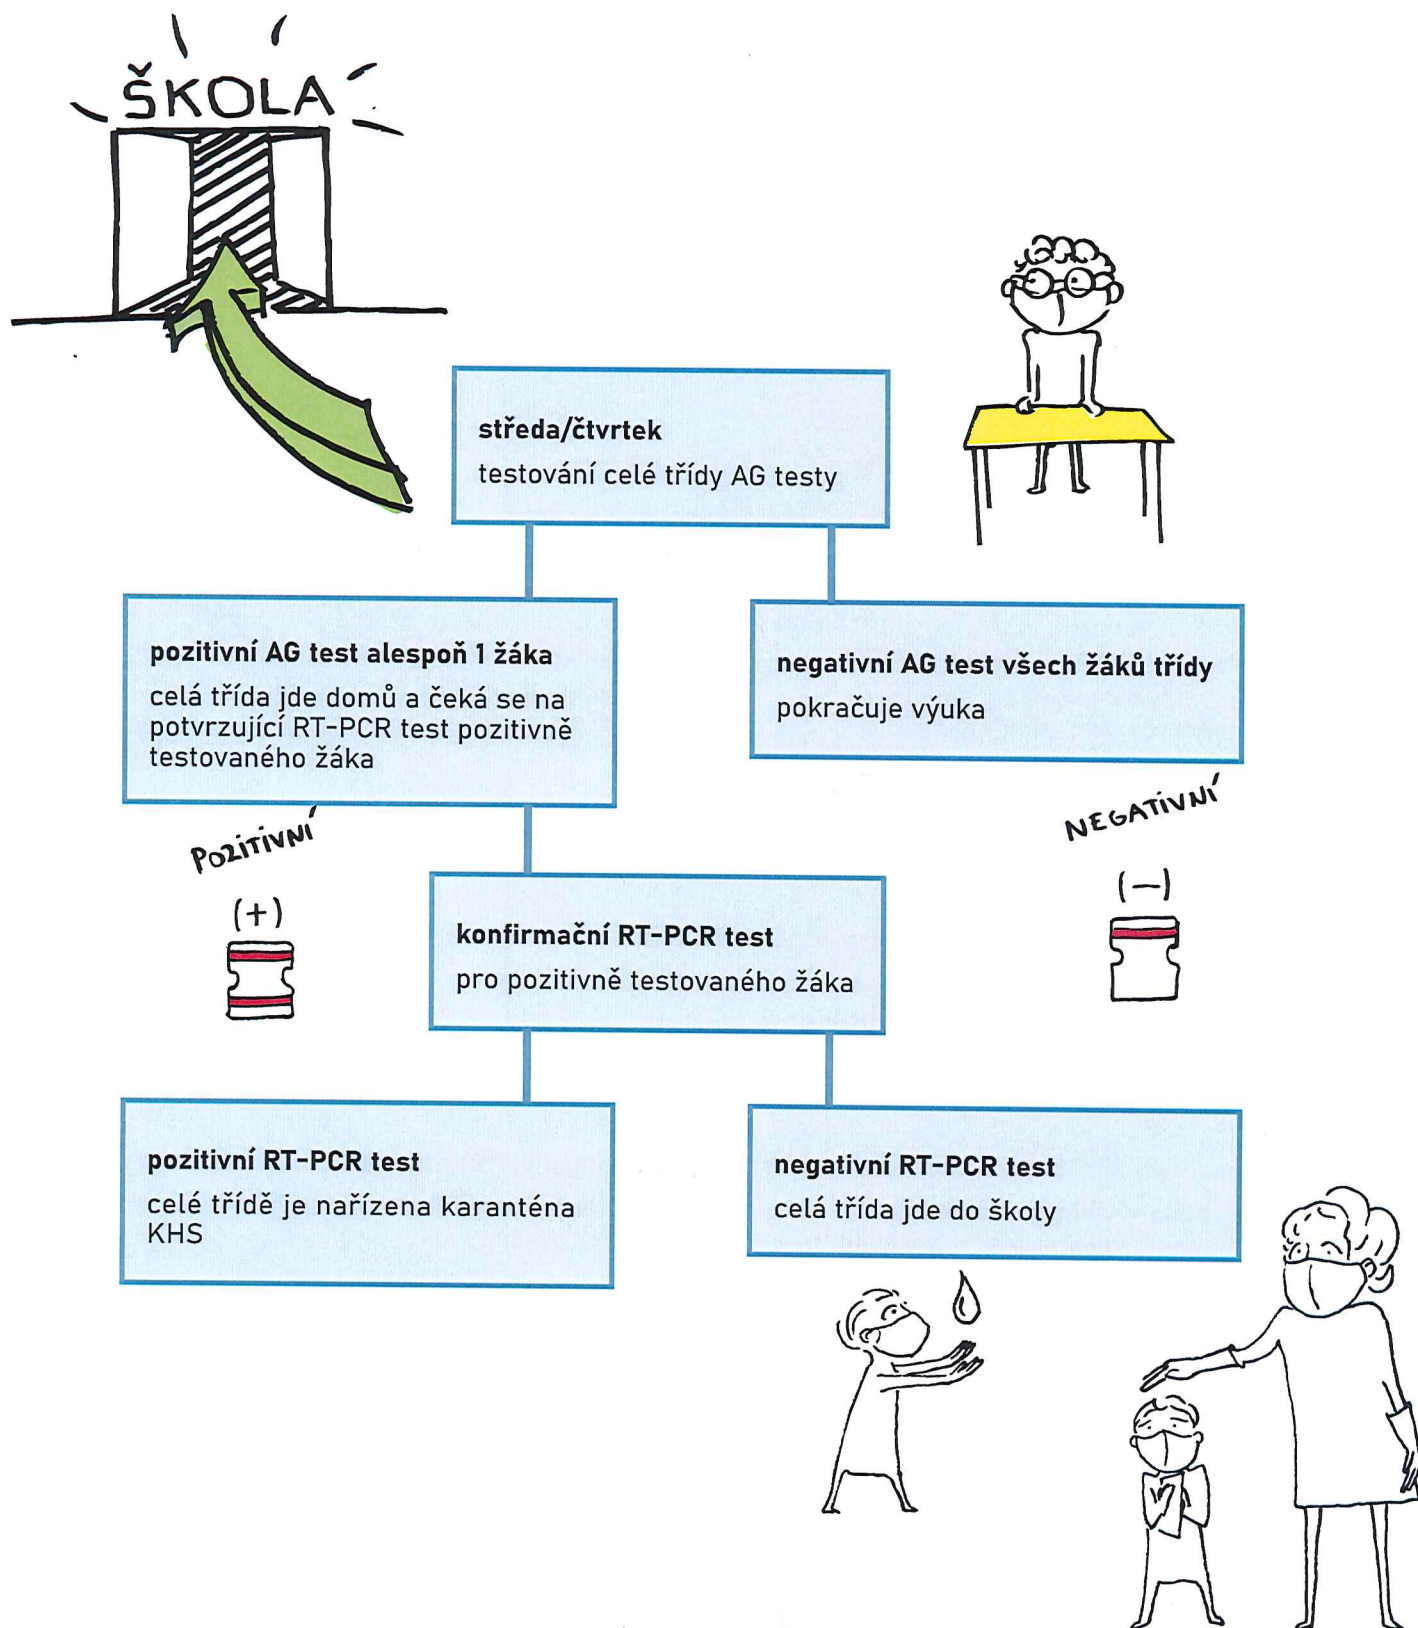 ŠKOLA
středa/čtvrtek
testování celé třídy AG testy
pozitivní AG test alespoň 1 žáka
celá třída jde domů a čeká se na
potvrzující RT-PCR test pozitivně
testovaného žáka
negativní AG test všech žáků třídy
pokračuje výuka
POZITIVNÍ
(+)
NEGATIVNÍ
(–)
konfirmační RT-PCR test
pro pozitivně testovaného žáka
pozitivní RT-PCR test
celé třídě je nařízena karanténa
KHS
negativní RT-PCR test
celá třída jde do školy